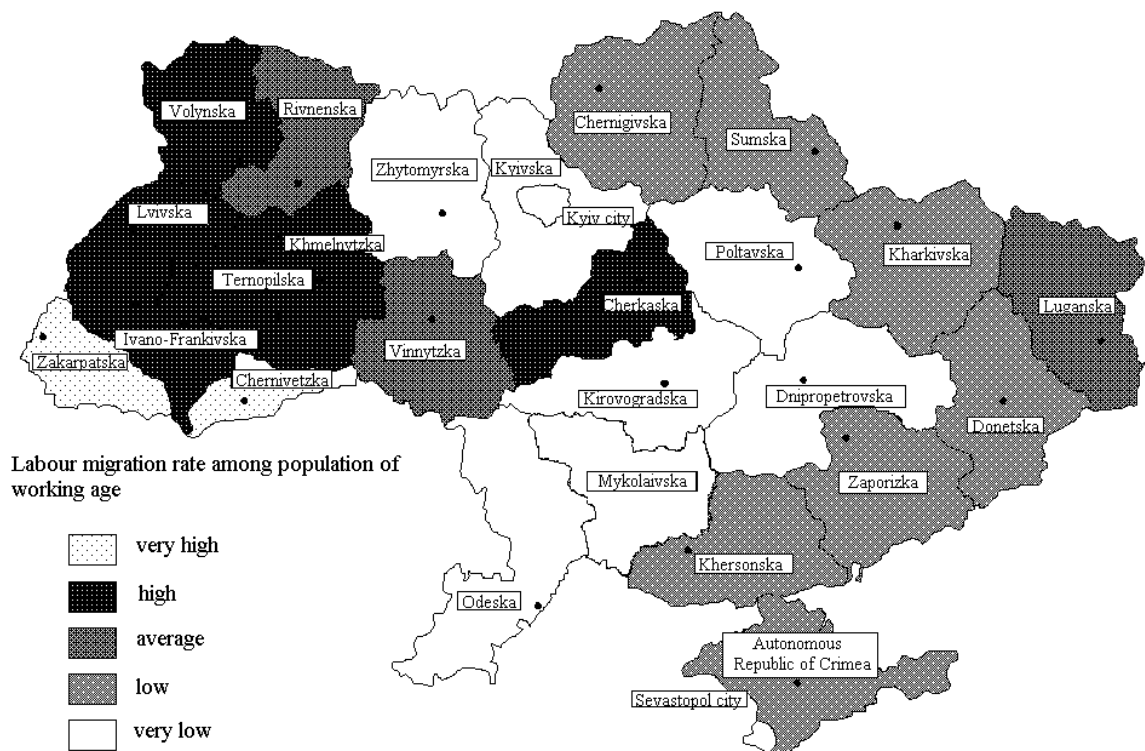 Volynska
Rivnenska
Chernigivska
Sumska
Zhytomyrska
Kyivska
Lvivska
Kyiv city
Khmelnytzka
Poltavska
Kharkivska
Ternopilska
Cherkaska
Luganska
Ivano-Frankivska
Vinnytzka
Zakarpatska
Chernivetzka
Kirovogradska
Dnipropetrovska
Donetska
Labour migration rate among population of
working age
Mykolaivska
Zaporizka
Khersonska
Odeska
Autonomous
Republic of Crimea
Sevastopol city
very high
high
average
low
very low